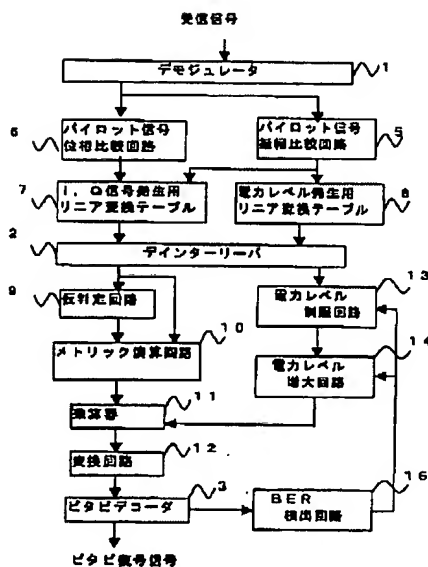 受信信号
デモジュレータ
1
6
パイロット信号
位相比較回路
パイロット信号
振幅比較回路
5
7
I,Q信号発生用
リニア変換テーブル
電力レベル発生用
リニア変換テーブル
8
2
デインターリーバ
9
仮判定回路
13
電力レベル
制限回路
10
メトリック演算回路
14
電力レベル
増大回路
11
乗算器
12
変換回路
3
ビタビデコーダ
15
BER
検出回路
ビタビ復号信号